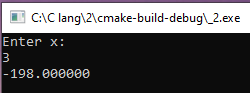 C:\C lang\2\cmake-build-debug\_2.exe
Enter x:
3
-198.000000